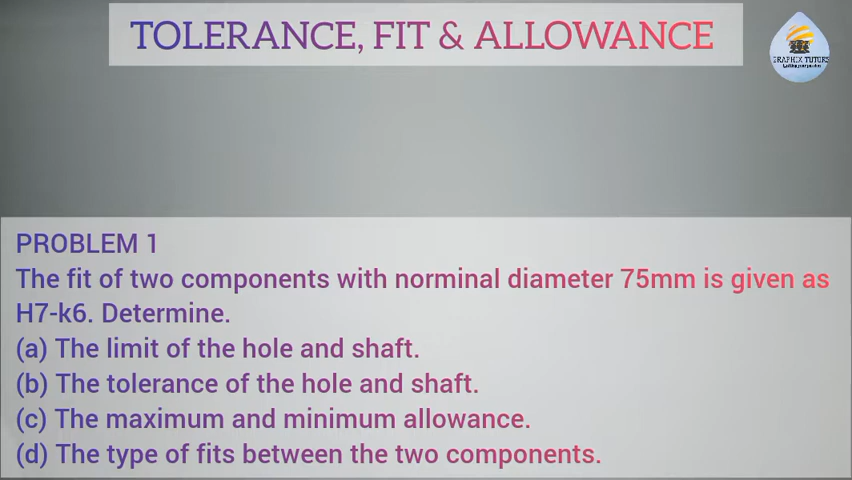 TOLERANCE, FIT & ALLOWANCE
GRAPHIX TUTORS
PROBLEM 1
The fit of two components with norminal diameter 75mm is given as
H7-k6. Determine.
(a) The limit of the hole and shaft.
(b) The tolerance of the hole and shaft.
(c) The maximum and minimum allowance.
(d) The type of fits between the two components.